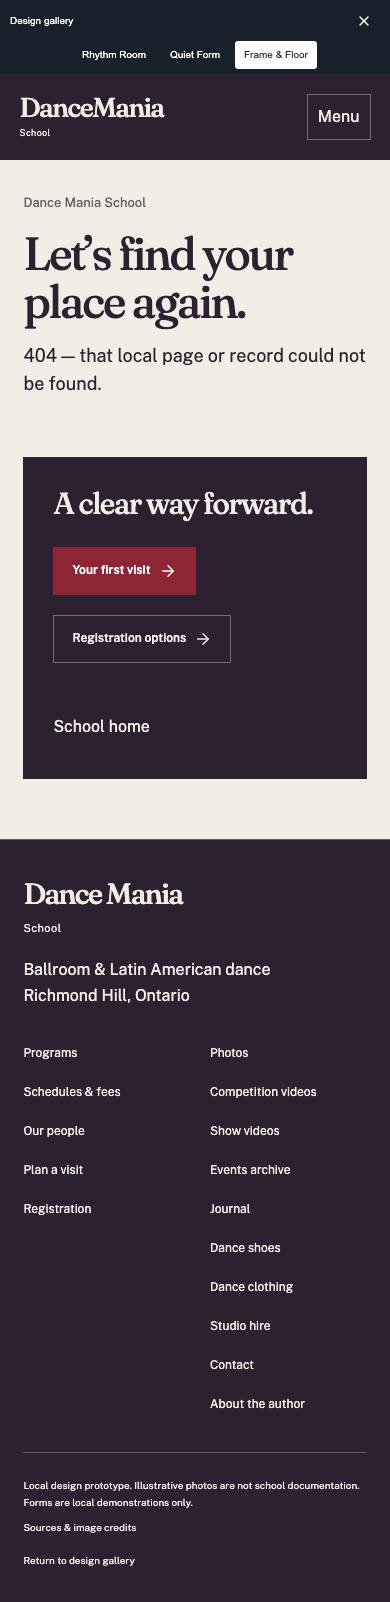 Design gallery
Rhythm Room
Quiet Form
Frame & Floor
DanceMania
School
Menu
Dance Mania School
Let’s find your
place again.
404 — that local page or record could not
be found.
A clear way forward.
Your first visit
Registration options
School home
Dance Mania
School
Ballroom & Latin American dance
Richmond Hill, Ontario
Programs
Schedules & fees
Our people
Plan a visit
Registration
Photos
Competition videos
Show videos
Events archive
Journal
Dance shoes
Dance clothing
Studio hire
Contact
About the author
Local design prototype. Illustrative photos are not school documentation.
Forms are local demonstrations only.
Sources & image credits
Return to design gallery